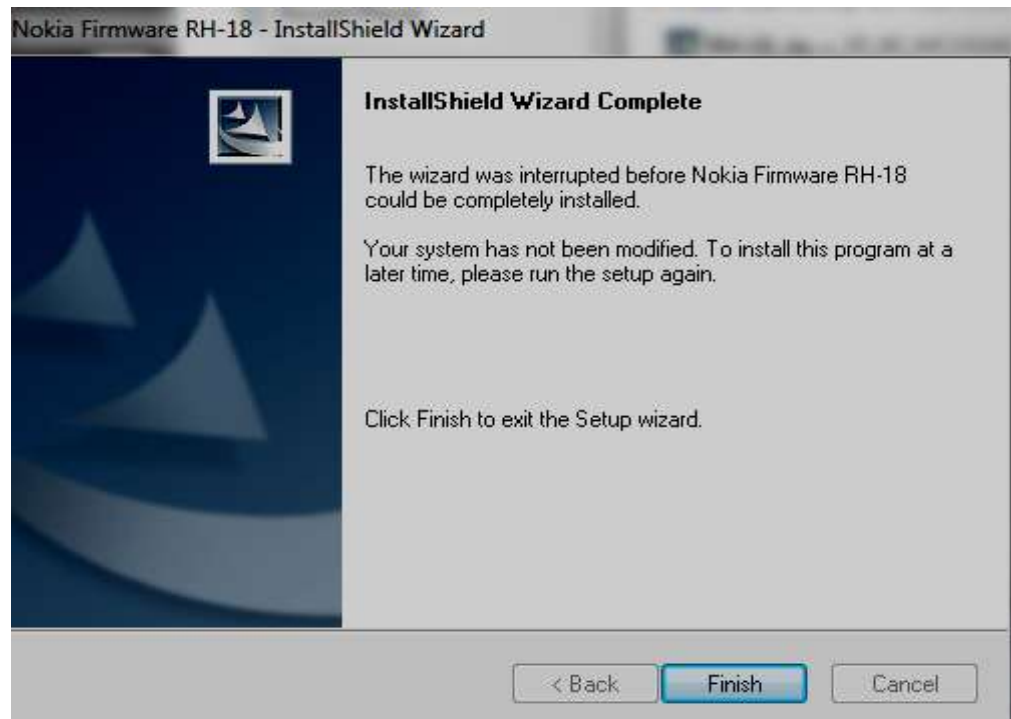 Nokia Firmware RH-18 - InstallShield Wizard
InstallShield Wizard Complete
The wizard was interrupted before Nokia Firmware RH-18
could be completely installed.
Your system has not been modified. To install this program at a
later time, please run the setup again.
Click Finish to exit the Setup wizard.
< Back
Finish
Cancel